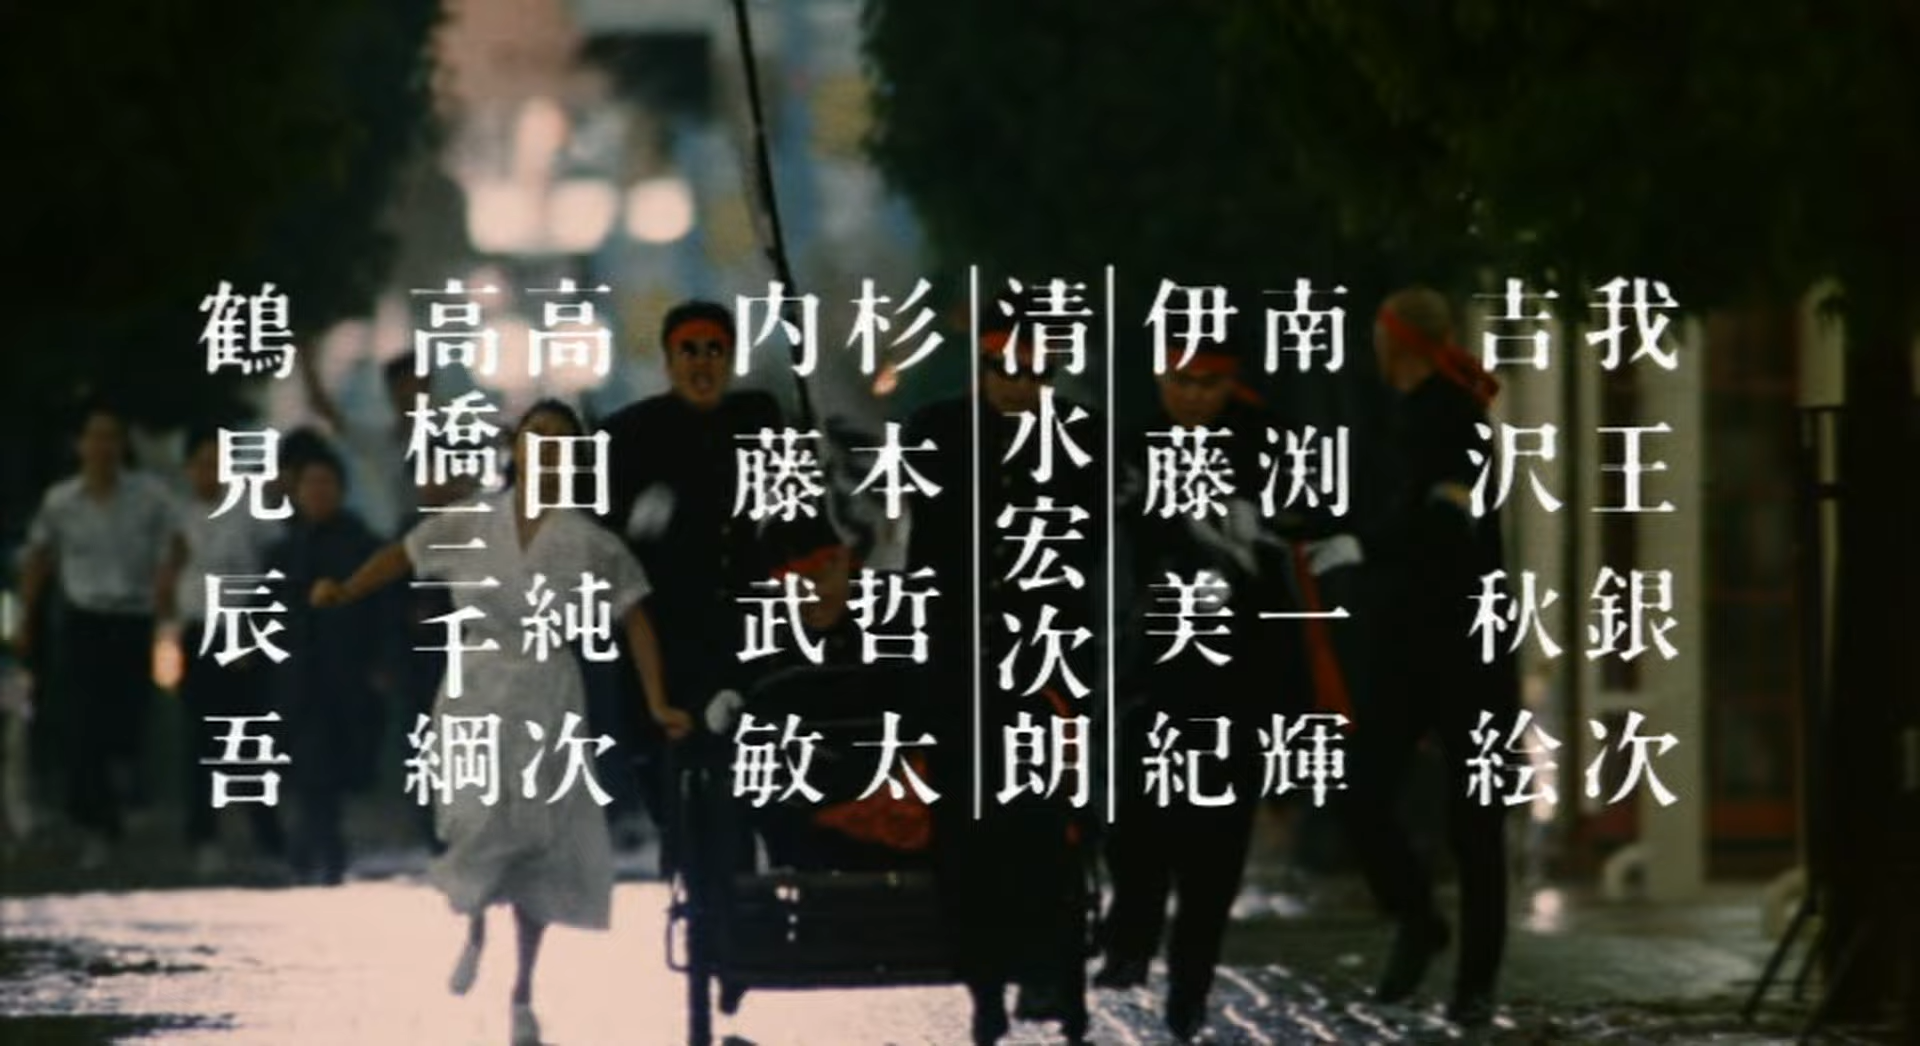 我王銀次
吉沢秋絵
南渕一輝
伊藤美紀
清水宏次朗
杉本哲太
内藤武敏
高田純次
高橋三千綱
鶴見辰吾